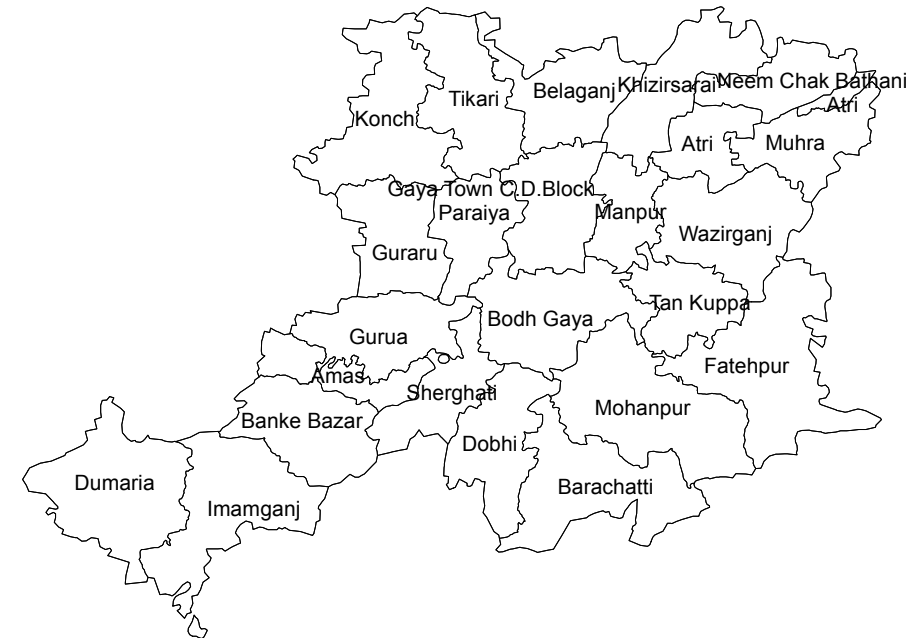 Neem Chak Bathani
Khizirsarai
Belaganj
Tikari
Atri
Konch
Atri
Muhra
Gaya Town C.D.Block
Paraiya
Manpur
Wazirganj
Guraru
Tan Kuppa
Bodh Gaya
Gurua
Fatehpur
Amas
Sherghati
Mohanpur
Banke Bazar
Dobhi
Dumaria
Barachatti
Imamganj